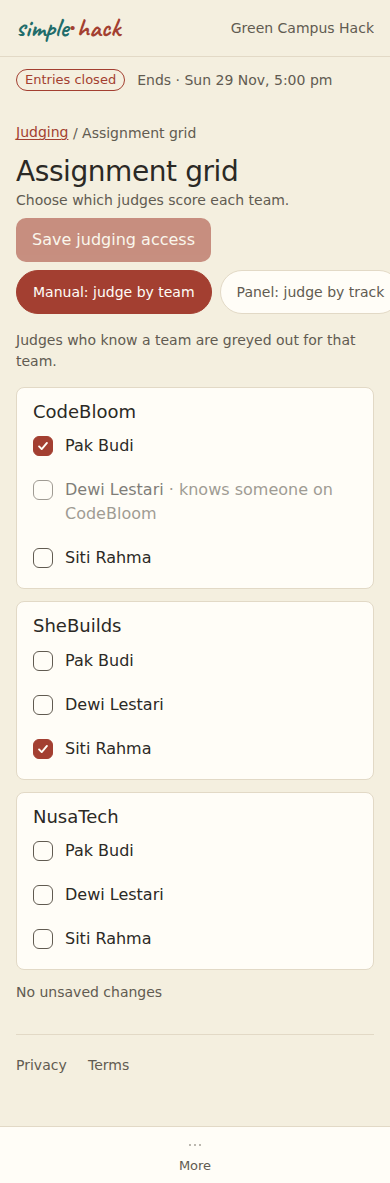 simple·hack
Green Campus Hack
Entries closed
Ends · Sun 29 Nov, 5:00 pm
Judging / Assignment grid
Assignment grid
Choose which judges score each team.
Save judging access
Manual: judge by team
Panel: judge by track
Judges who know a team are greyed out for that
team.
CodeBloom
Pak Budi
Dewi Lestari · knows someone on
CodeBloom
Siti Rahma
SheBuilds
Pak Budi
Dewi Lestari
Siti Rahma
NusaTech
Pak Budi
Dewi Lestari
Siti Rahma
No unsaved changes
Privacy
Terms
...
More